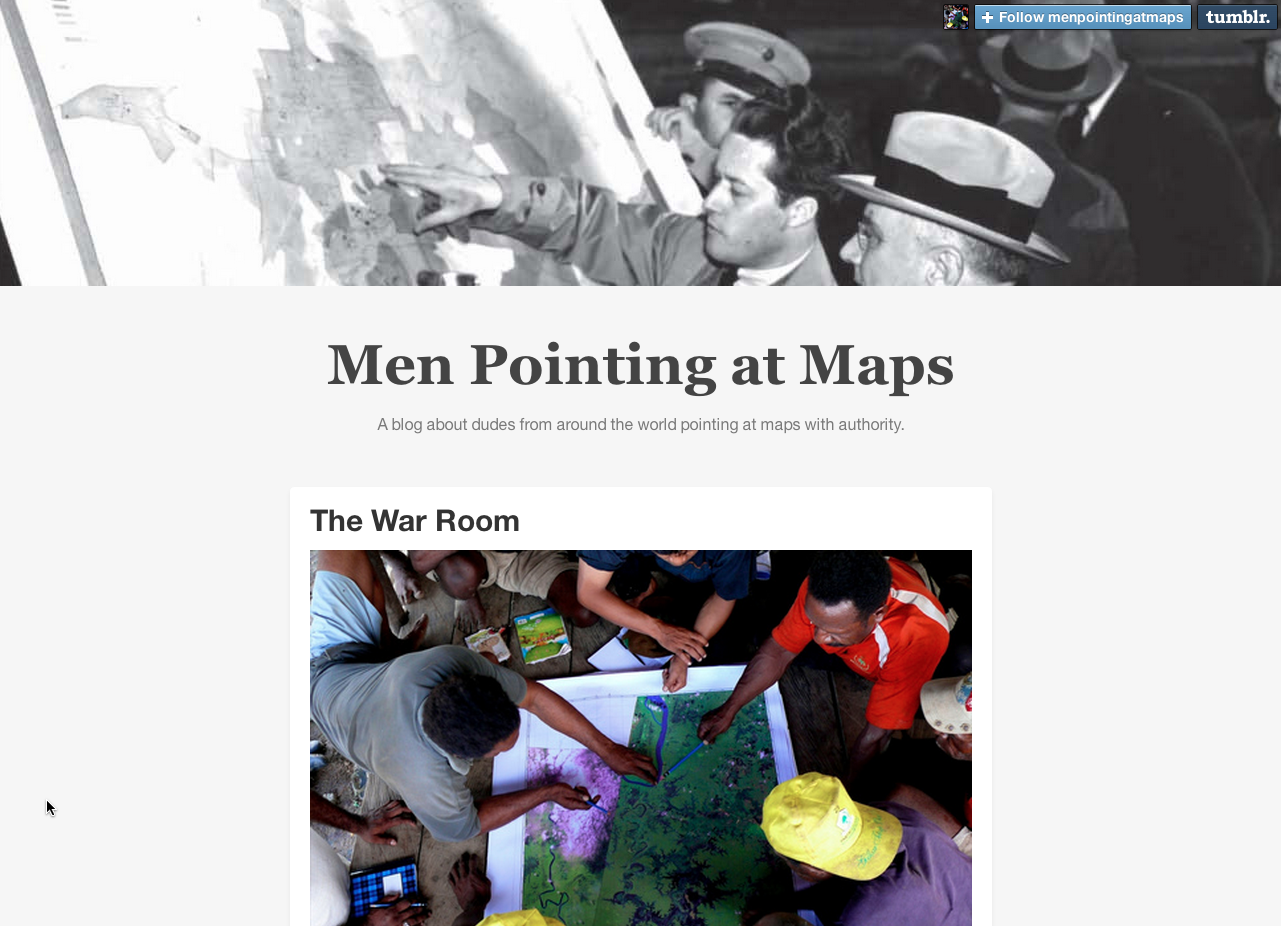 Follow menpointingatmaps
tumblr.
Men Pointing at Maps
A blog about dudes from around the world pointing at maps with authority.
The War Room